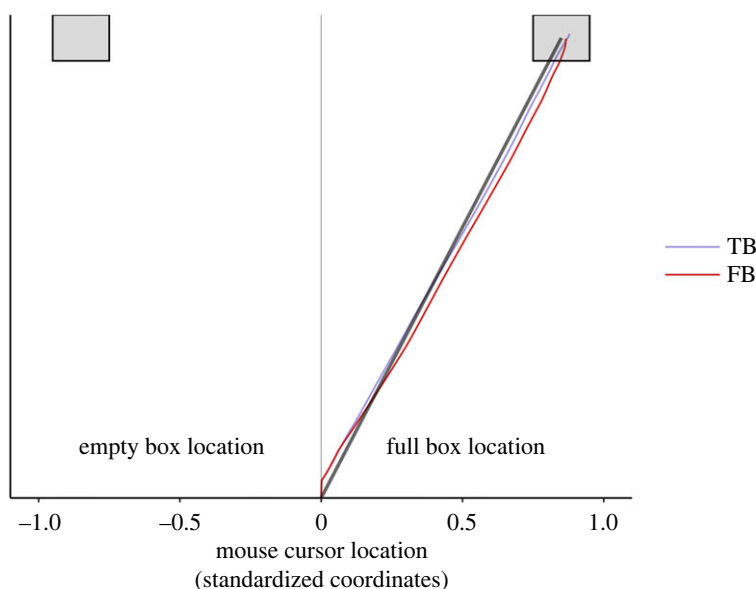 TB
FB
empty box location
full box location
–1.0
–0.5
0
0.5
1.0
mouse cursor location
(standardized coordinates)